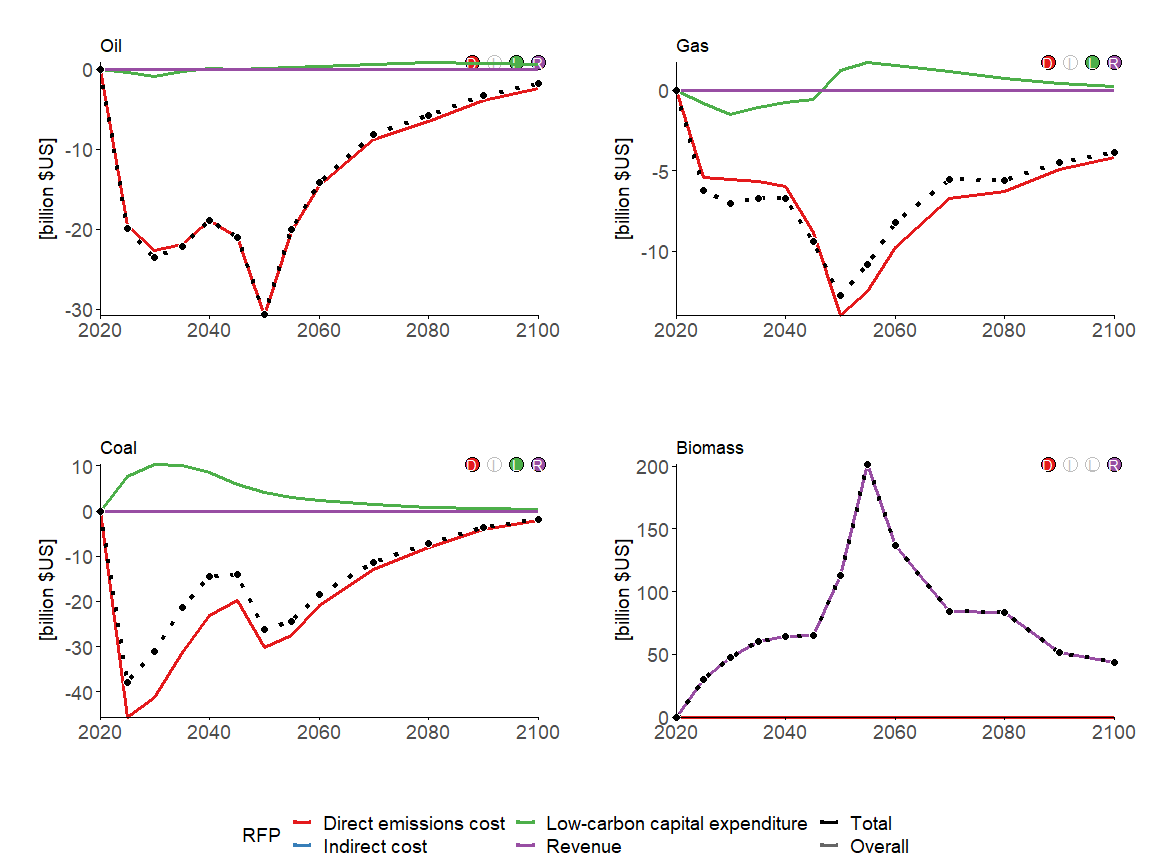 Oil
D I L R
0
-10
-20
-30
[billion $US]
2020 2040 2060 2080 2100
Gas
D I L R
0
-5
-10
[billion $US]
2020 2040 2060 2080 2100
Coal
D I L R
10
0
-10
-20
-30
-40
[billion $US]
2020 2040 2060 2080 2100
Biomass
D I L R
200
150
100
50
0
[billion $US]
2020 2040 2060 2080 2100
RFP
Direct emissions cost Low-carbon capital expenditure Total
Indirect cost Revenue Overall